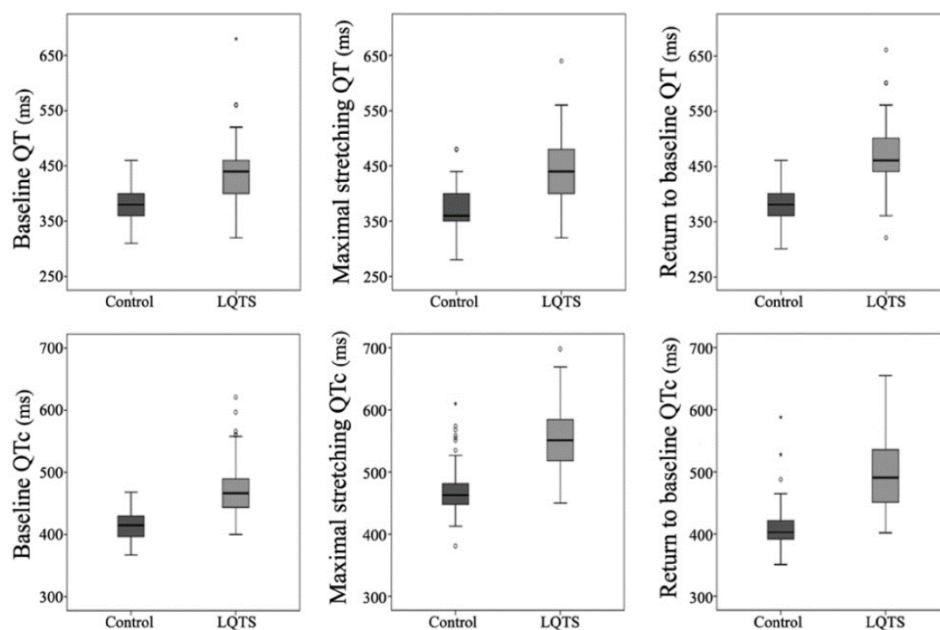 Baseline QT (ms)
650
550
450
350
250
Control
LQTS
Maximal stretching QT (ms)
650
550
450
350
250
Control
LQTS
Return to baseline QT (ms)
650
550
450
350
250
Control
LQTS
Baseline QTc (ms)
700
600
500
400
300
Control
LQTS
Maximal stretching QTc (ms)
700
600
500
400
300
Control
LQTS
Return to baseline QTc (ms)
700
600
500
400
300
Control
LQTS